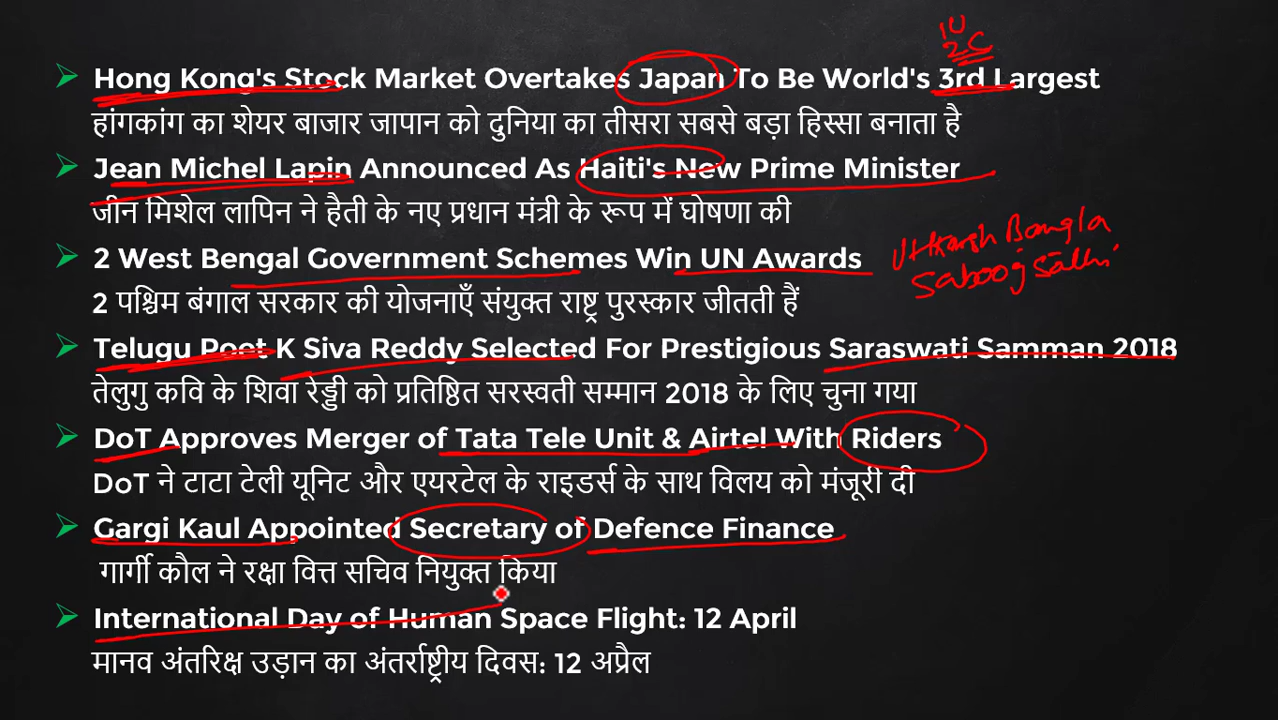 1U
2C
Hong Kong's Stock Market Overtakes Japan To Be World's 3rd Largest
हांगकांग का शेयर बाजार जापान को दुनिया का तीसरा सबसे बड़ा हिस्सा बनाता है
Jean Michel Lapin Announced As Haiti's New Prime Minister
जीन मिशेल लापिन ने हैती के नए प्रधान मंत्री के रूप में घोषणा की
2 West Bengal Government Schemes Win UN Awards
Utkarsh Bangla
Saboog Sathi
2 पश्चिम बंगाल सरकार की योजनाएँ संयुक्त राष्ट्र पुरस्कार जीतती हैं
Telugu Poet K Siva Reddy Selected For Prestigious Saraswati Samman 2018
तेलुगु कवि के शिवा रेड्डी को प्रतिष्ठित सरस्वती सम्मान 2018 के लिए चुना गया
DoT Approves Merger of Tata Tele Unit & Airtel With Riders
DoT ने टाटा टेली यूनिट और एयरटेल के राइडर्स के साथ विलय को मंजूरी दी
Gargi Kaul Appointed Secretary of Defence Finance
गार्गी कौल ने रक्षा वित्त सचिव नियुक्त किया
International Day of Human Space Flight: 12 April
मानव अंतरिक्ष उड़ान का अंतर्राष्ट्रीय दिवस: 12 अप्रैल